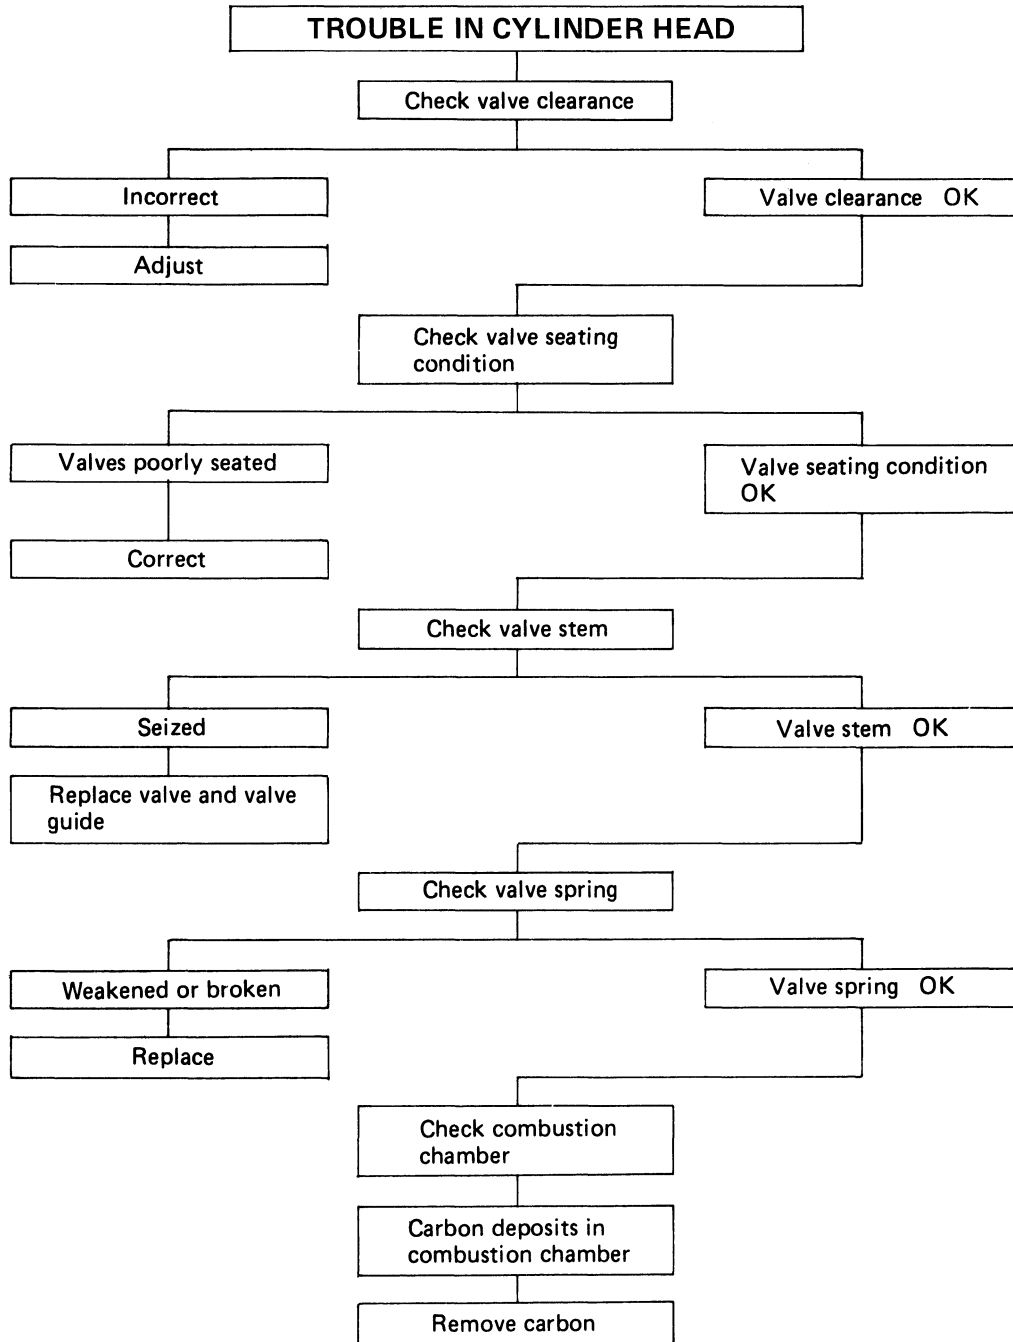 TROUBLE IN CYLINDER HEAD
Check valve clearance
Incorrect
Valve clearance OK
Adjust
Check valve seating
condition
Valves poorly seated
Valve seating condition
OK
Correct
Check valve stem
Seized
Valve stem OK
Replace valve and valve
guide
Check valve spring
Weakened or broken
Valve spring OK
Replace
Check combustion
chamber
Carbon deposits in
combustion chamber
Remove carbon